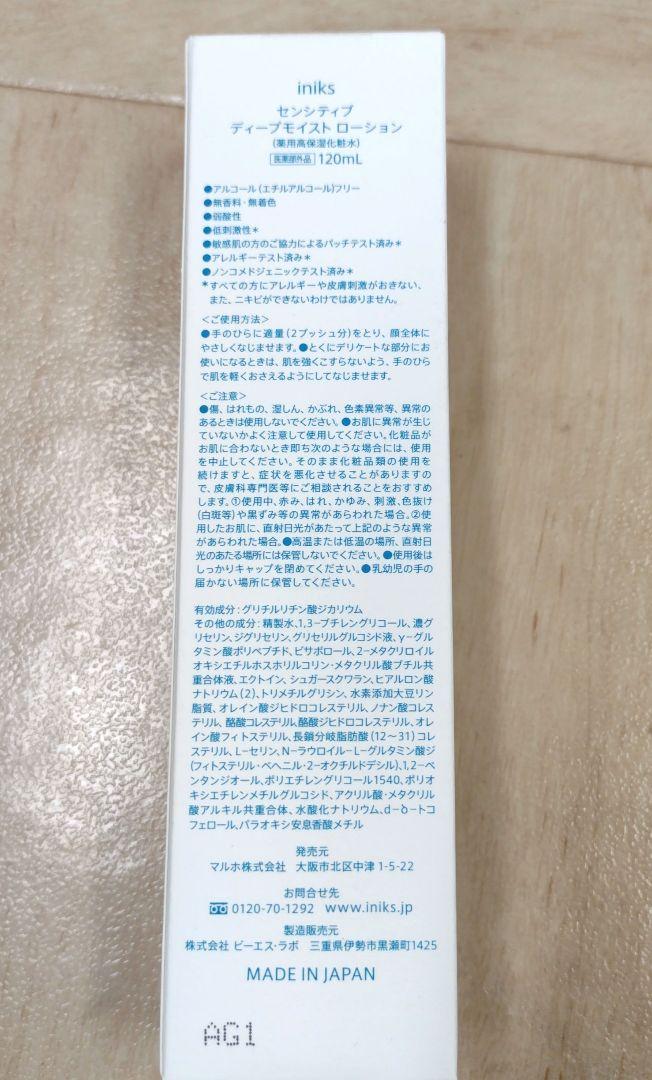 iniks
センシティブ
ディープモイスト ローション
(薬用高保湿化粧水)
医薬部外品 120mL
●アルコール(エチルアルコール)フリー
●無香料・無着色
●弱酸性
●低刺激性*
●敏感肌の方のご協力によるパッチテスト済み*
●アレルギーテスト済み*
●ノンコメドジェニックテスト済み*
*すべての方にアレルギーや皮膚刺激がおきない、
また、ニキビができないわけではありません。
<ご使用方法>
●手のひらに適量(2プッシュ分)をとり、顔全体に
やさしくなじませます。●とくにデリケートな部分にお
使いになるときは、肌を強くこすらないよう、手のひら
で肌を軽くおさえるようにしてなじませます。
<ご注意>
●傷、はれもの、湿しん、かぶれ、色素異常等、異常の
あるときは使用しないでください。●お肌に異常が生じ
ていないかよく注意して使用してください。化粧品が
お肌に合わないとき即ち次のような場合には、使用
を中止してください。そのまま化粧品類の使用を
続けますと、症状を悪化させることがありますの
で、皮膚科専門医等にご相談されることをおすすめ
します。①使用中、赤み、はれ、かゆみ、刺激、色抜け
(白斑等)や黒ずみ等の異常があらわれた場合。②使
用したお肌に、直射日光があたって上記のような異常
があらわれた場合。●高温または低温の場所、直射日
光のあたる場所には保管しないでください。●使用後は
しっかりキャップを閉めてください。●乳幼児の手の
届かない場所に保管してください。
有効成分:グリチルリチン酸ジカリウム
その他の成分:精製水、1,3-ブチレングリコール、濃グ
リセリン、ジグリセリン、グリセリルグルコシド液、γ-グル
タミン酸ポリペプチド、ビサボロール、2-メタクリロイル
オキシエチルホスホリルコリン・メタクリル酸ブチル共
重合体液、エクトイン、シュガースクワラン、ヒアルロン酸
ナトリウム(2)、トリメチルグリシン、水素添加大豆リン
脂質、オレイン酸ジヒドロコレステリル、ノナン酸コレス
テリル、酪酸コレステリル、酪酸ジヒドロコレステリル、オレ
イン酸フィトステリル、長鎖分岐脂肪酸(12~31)コレ
ステリル、L-セリン、N-ラウロイル-L-グルタミン酸ジ
(フィトステリル・ベヘニル・2-オクチルドデシル)、1,2-ペ
ンタンジオール、ポリエチレングリコール1540、ポリオ
キシエチレンメチルグルコシド、アクリル酸・メタクリル
酸アルキル共重合体、水酸化ナトリウム、d-δ-トコ
フェロール、パラオキシ安息香酸メチル
発売元
マルホ株式会社 大阪市北区中津1-5-22
お問合せ先
0120-70-1292 www.iniks.jp
製造販売元
株式会社 ビーエス・ラボ 三重県伊勢市黒瀬町1425
MADE IN JAPAN
AG1